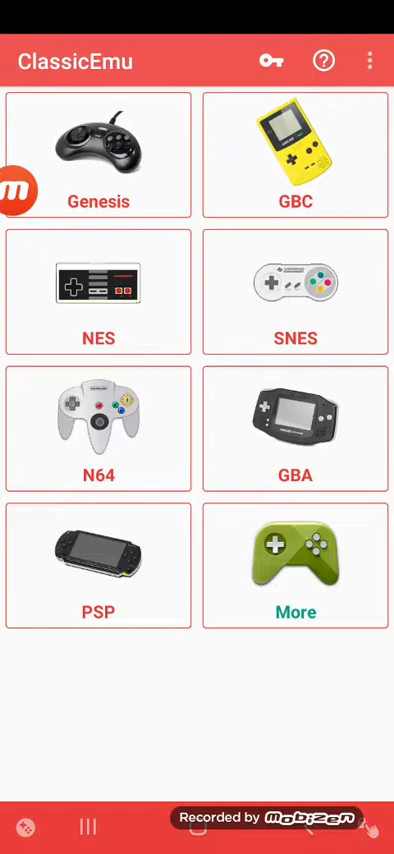 ClassicEmu
Genesis
GBC
NES
SNES
N64
GBA
PSP
More
Recorded by mobizen